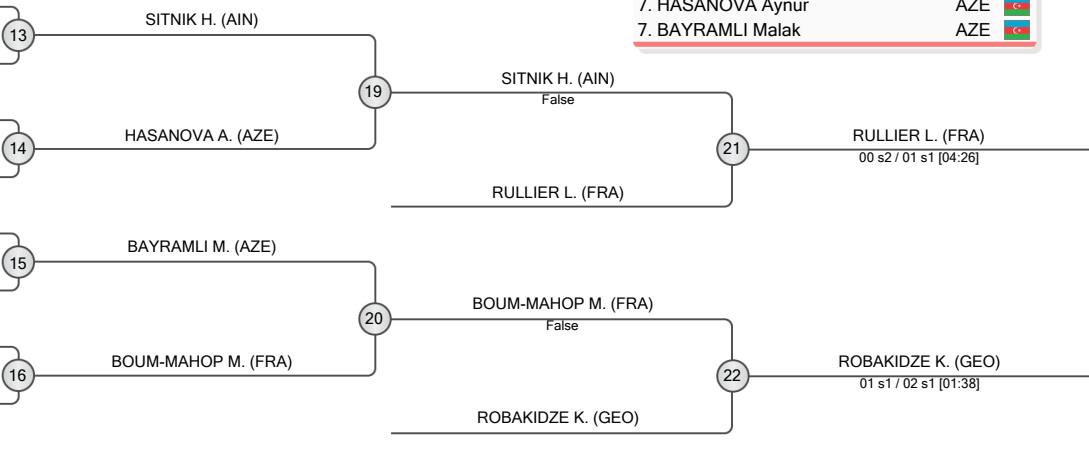 7. HASANOVA Aynur AZE
7. BAYRAMLI Malak AZE
13
SITNIK H. (AIN)
19
SITNIK H. (AIN)
False
14
HASANOVA A. (AZE)
21
RULLIER L. (FRA)
00 s2 / 01 s1 [04:26]
RULLIER L. (FRA)
15
BAYRAMLI M. (AZE)
20
BOUM-MAHOP M. (FRA)
False
16
BOUM-MAHOP M. (FRA)
22
ROBAKIDZE K. (GEO)
01 s1 / 02 s1 [01:38]
ROBAKIDZE K. (GEO)